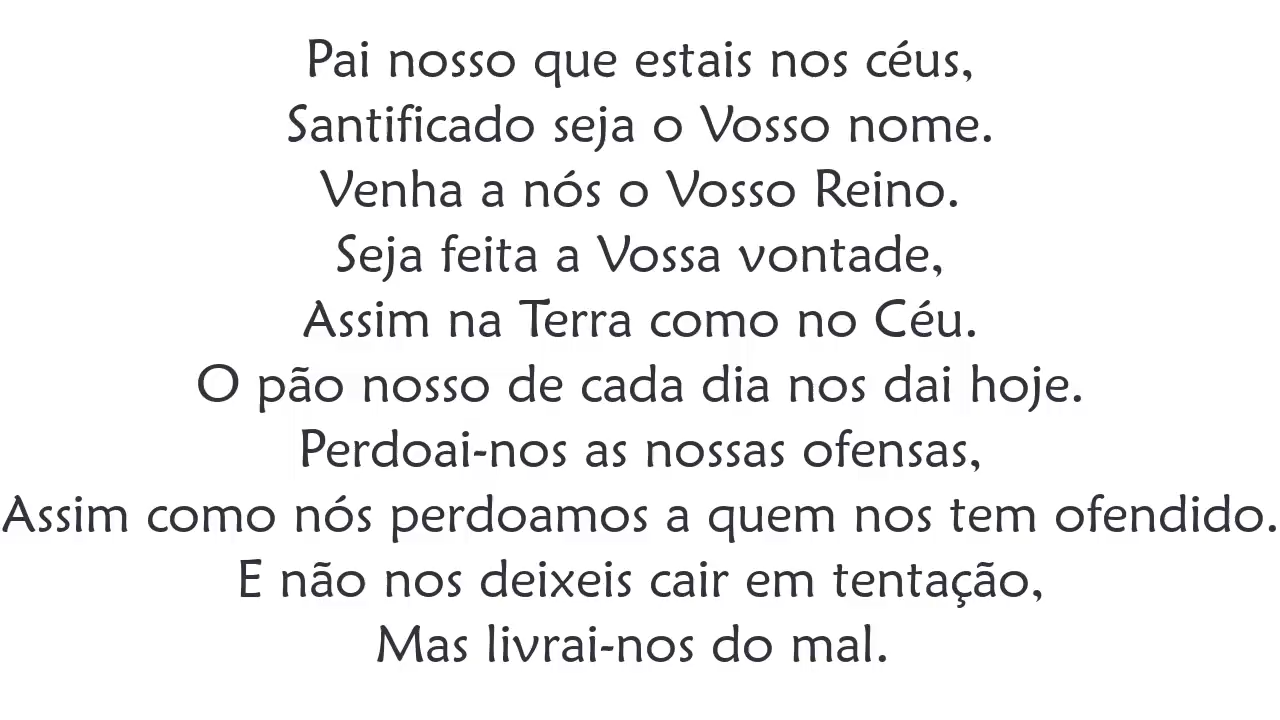 Pai nosso que estais nos céus,
Santificado seja o Vosso nome.
Venha a nós o Vosso Reino.
Seja feita a Vossa vontade,
Assim na Terra como no Céu.
O pão nosso de cada dia nos dai hoje.
Perdoai-nos as nossas ofensas,
Assim como nós perdoamos a quem nos tem ofendido.
E não nos deixeis cair em tentação,
Mas livrai-nos do mal.